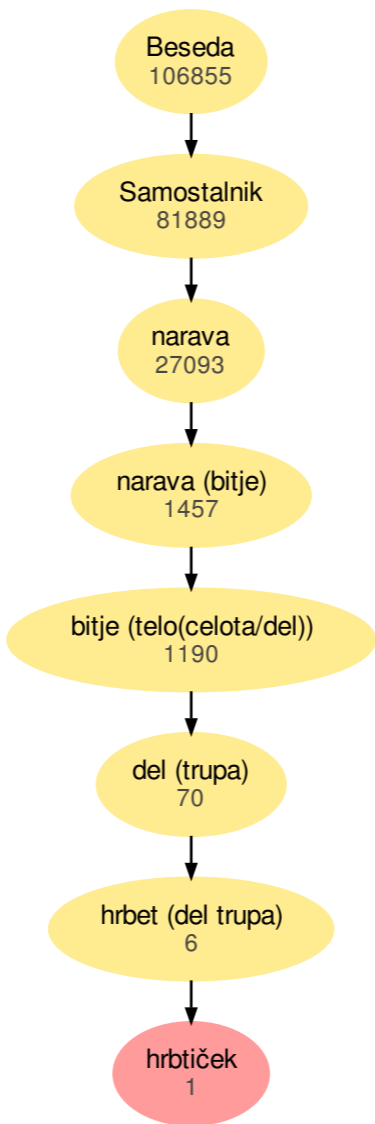 Beseda
106855
Samostalnik
81889
narava
27093
narava (bitje)
1457
bitje (telo(celota/del))
1190
del (trupa)
70
hrbet (del trupa)
6
hrbtiček
1